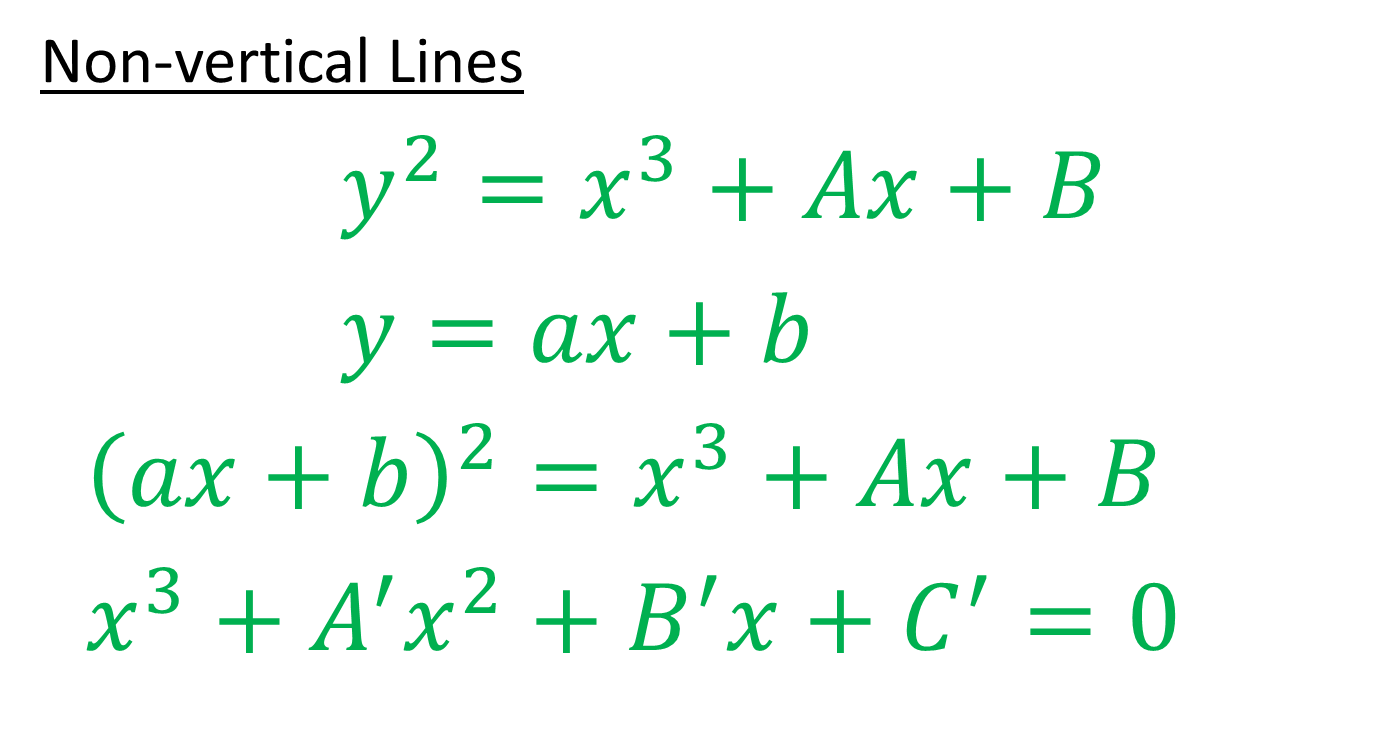 Non-vertical Lines
y² = x³ + Ax + B
y = ax + b
(ax + b)² = x³ + Ax + B
x³ + A′x² + B′x + C′ = 0